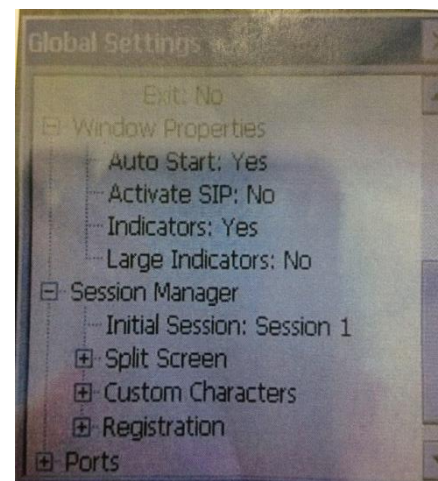 Global Settings
Exit: No
Window Properties
Auto Start: Yes
Activate SIP: No
Indicators: Yes
Large Indicators: No
Session Manager
Initial Session: Session 1
Split Screen
Custom Characters
Registration
Ports